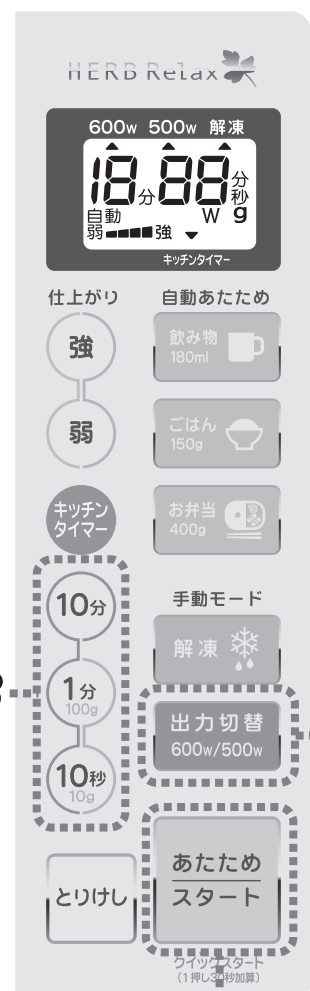 HERB Relax
600W 500W 解凍
18分88分秒
自動 W g
弱 強
キッチンタイマー
仕上がり
自動あたため
強
弱
飲み物
180ml
ごはん
150g
お弁当
400g
キッチン
タイマー
10分
1分
100g
10秒
10g
手動モード
解凍
出力切替
600W/500W
とりけし
あたため
スタート
クイックスタート
(1押し30秒加算)